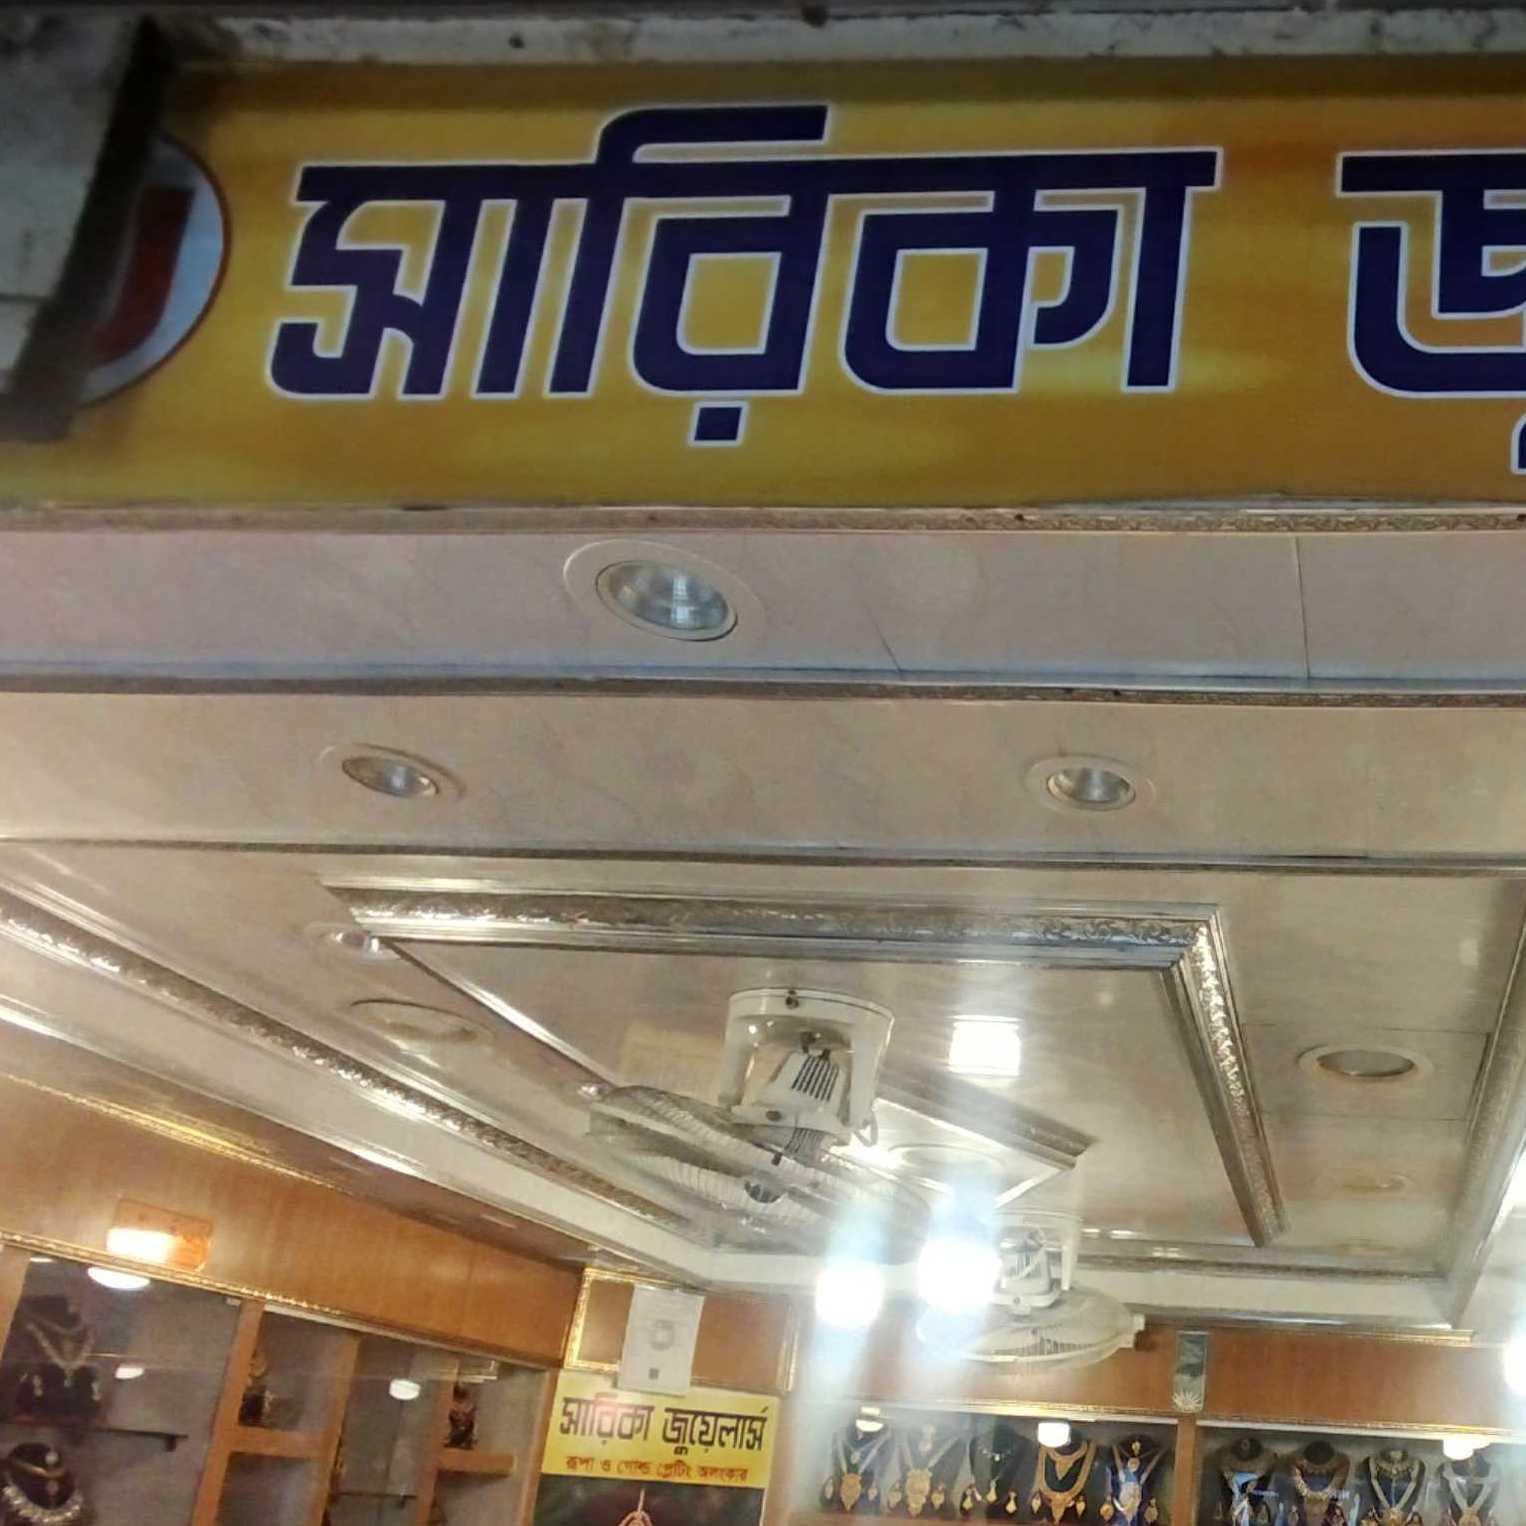 সারিকা জু
সারিকা জুয়েলার্স
রূপা ও গোল্ড প্লেটিং অলংকার